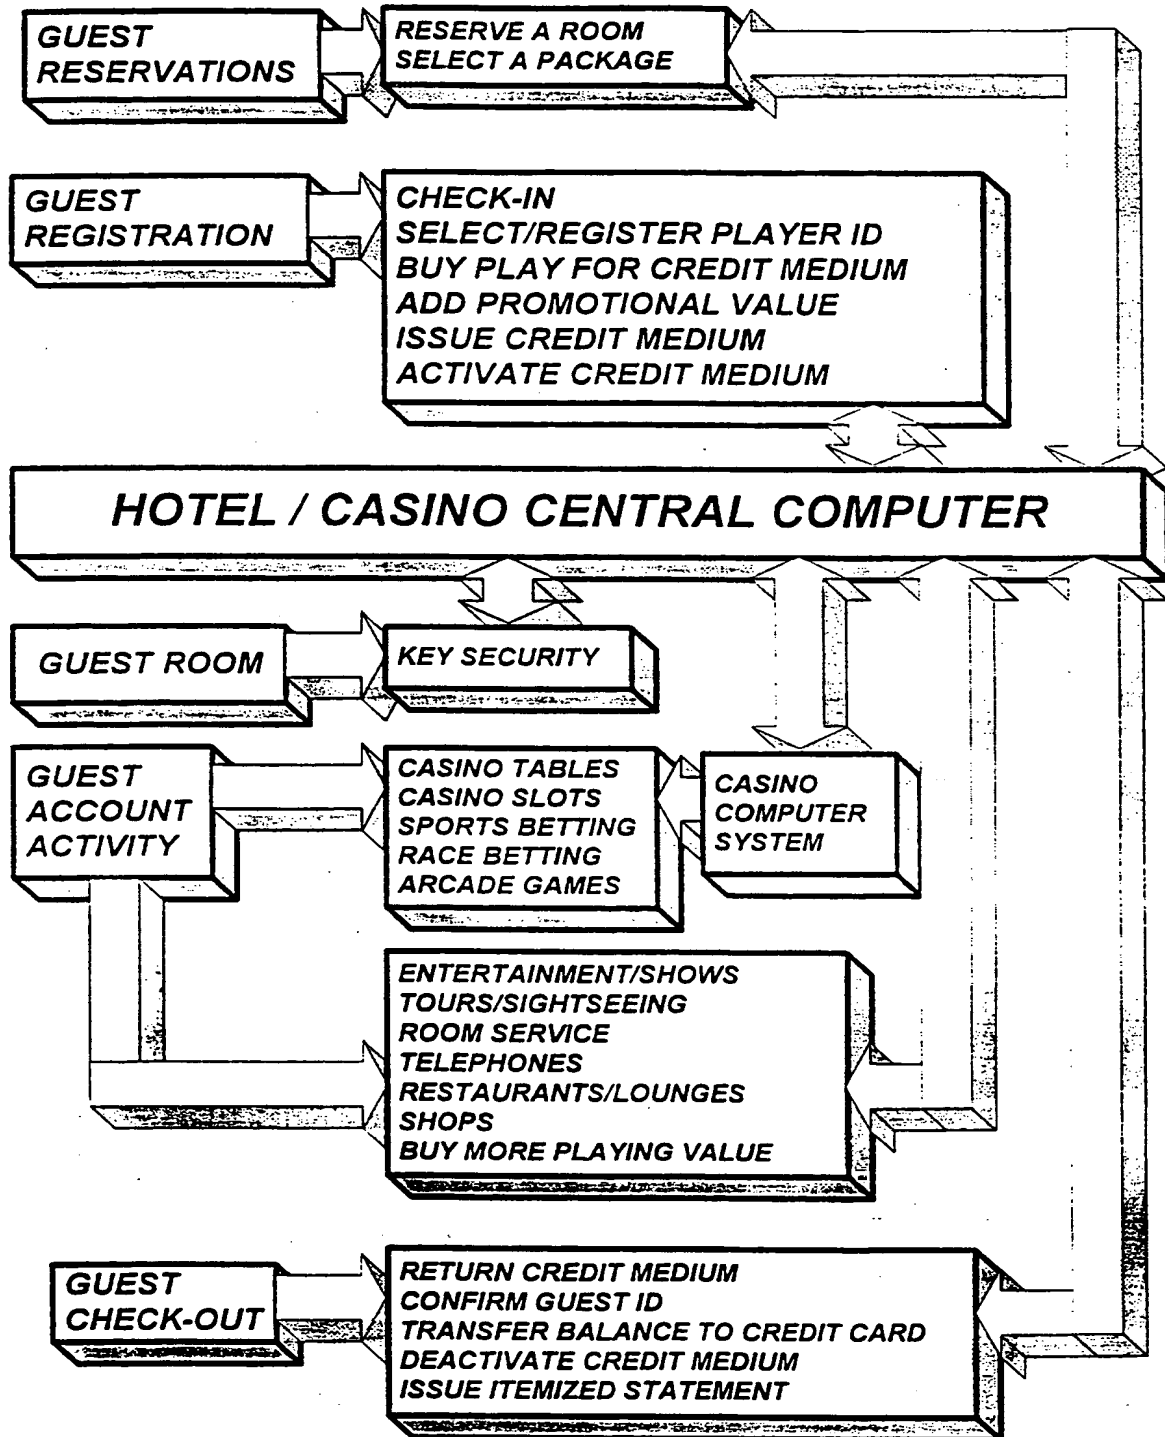 GUEST
RESERVATIONS
RESERVE A ROOM
SELECT A PACKAGE
GUEST
REGISTRATION
CHECK-IN
SELECT/REGISTER PLAYER ID
BUY PLAY FOR CREDIT MEDIUM
ADD PROMOTIONAL VALUE
ISSUE CREDIT MEDIUM
ACTIVATE CREDIT MEDIUM
HOTEL / CASINO CENTRAL COMPUTER
GUEST ROOM
KEY SECURITY
GUEST
ACCOUNT
ACTIVITY
CASINO TABLES
CASINO SLOTS
SPORTS BETTING
RACE BETTING
ARCADE GAMES
CASINO
COMPUTER
SYSTEM
ENTERTAINMENT/SHOWS
TOURS/SIGHTSEEING
ROOM SERVICE
TELEPHONES
RESTAURANTS/LOUNGES
SHOPS
BUY MORE PLAYING VALUE
GUEST
CHECK-OUT
RETURN CREDIT MEDIUM
CONFIRM GUEST ID
TRANSFER BALANCE TO CREDIT CARD
DEACTIVATE CREDIT MEDIUM
ISSUE ITEMIZED STATEMENT